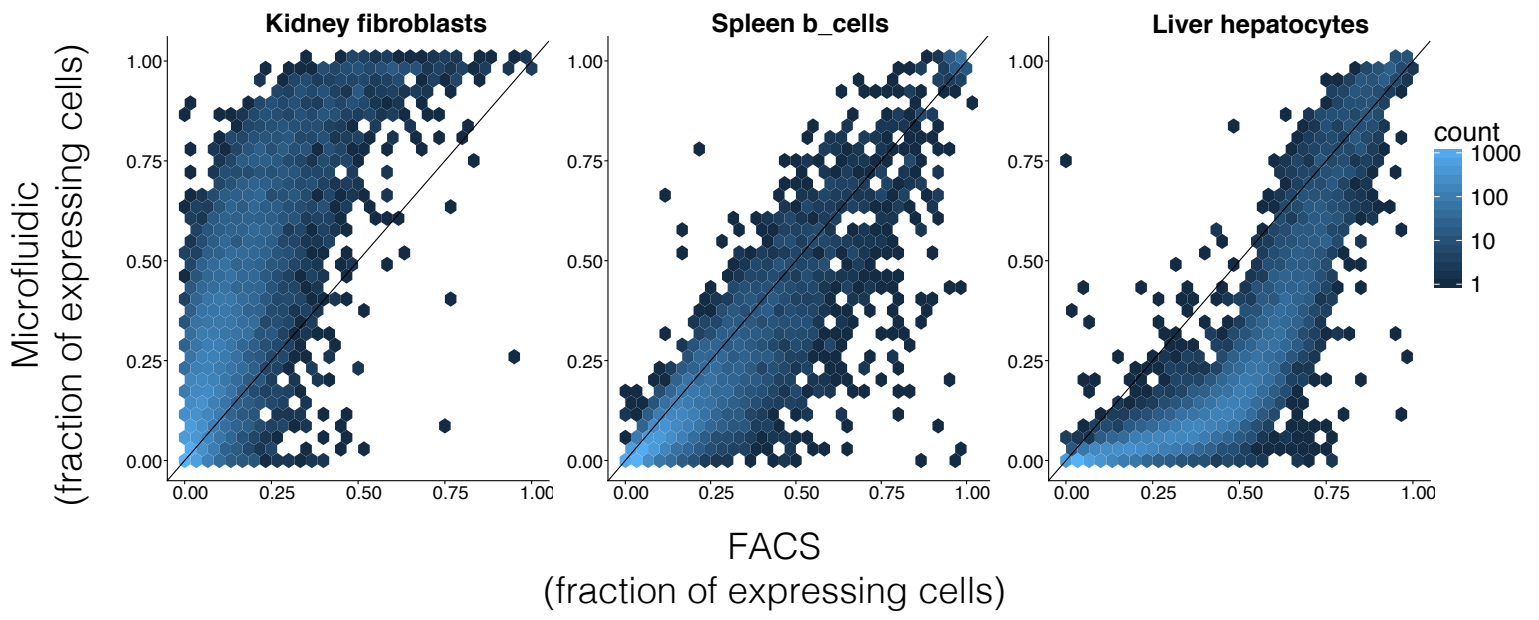 Kidney fibroblasts
Spleen b_cells
Liver hepatocytes
Microfluidic
(fraction of expressing cells)
1.00
0.75
0.50
0.25
0.00
0.00 0.25 0.50 0.75 1.00
1.00
0.75
0.50
0.25
0.00
0.00 0.25 0.50 0.75 1.00
1.00
0.75
0.50
0.25
0.00
0.00 0.25 0.50 0.75 1.00
count
1000
100
10
1
FACS
(fraction of expressing cells)